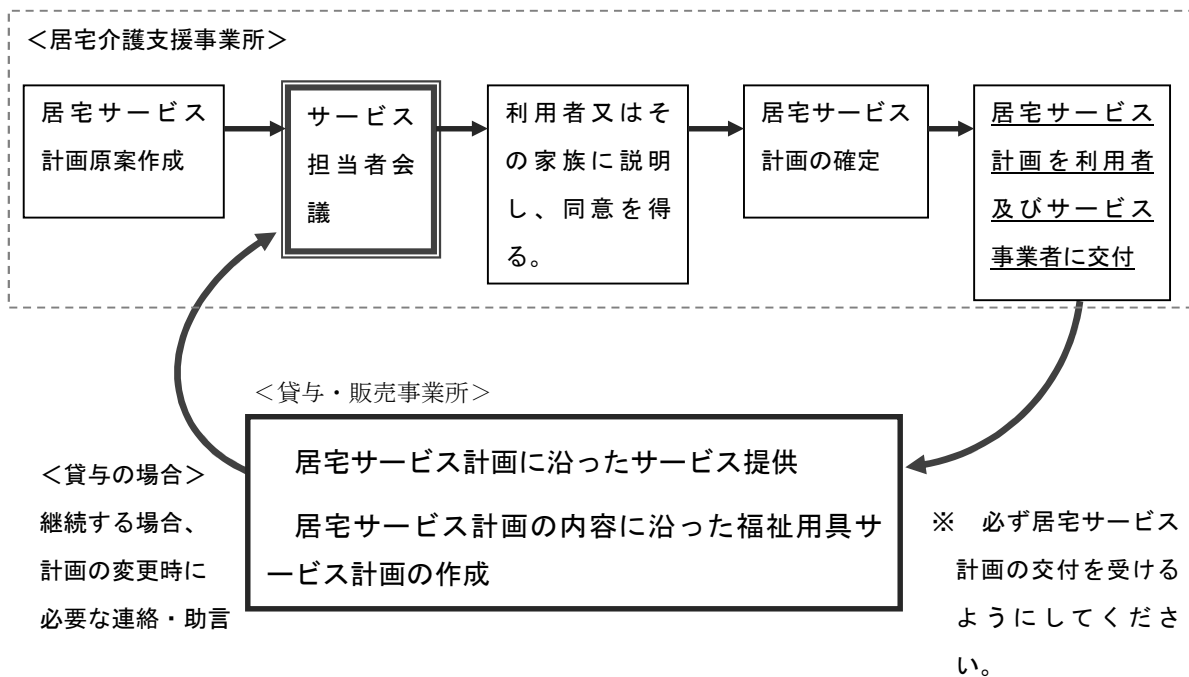 ＜居宅介護支援事業所＞
居宅サービス
計画原案作成
サービス
担当者会
議
利用者又はそ
の家族に説明
し、同意を得
る。
居宅サービス
計画の確定
居宅サービス
計画を利用者
及びサービス
事業者に交付
＜貸与・販売事業所＞
居宅サービス計画に沿ったサービス提供
居宅サービス計画の内容に沿った福祉用具サ
ービス計画の作成
＜貸与の場合＞
継続する場合、
計画の変更時に
必要な連絡・助言
※　必ず居宅サービス
計画の交付を受ける
ようにしてくださ
い。